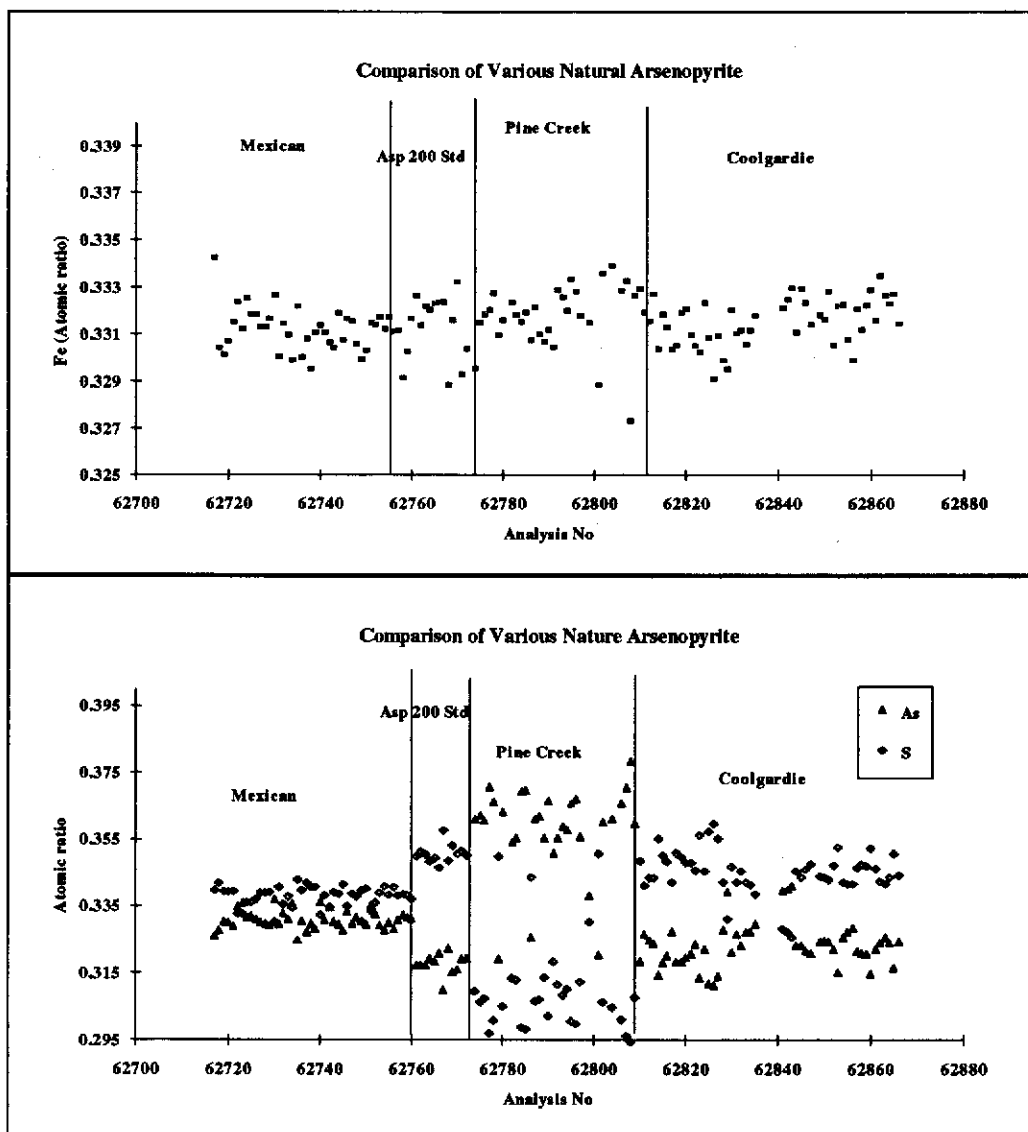 Comparison of Various Natural Arsenopyrite
Mexican
Asp 200 Std
Pine Creek
Coolgardie
Fe (Atomic ratio)
0.339
0.337
0.335
0.333
0.331
0.329
0.327
0.325
62700 62720 62740 62760 62780 62800 62820 62840 62860 62880
Analysis No
Comparison of Various Nature Arsenopyrite
Mexican
Asp 200 Std
Pine Creek
Coolgardie
As
S
Atomic ratio
0.395
0.375
0.355
0.335
0.315
0.295
62700 62720 62740 62760 62780 62800 62820 62840 62860 62880
Analysis No